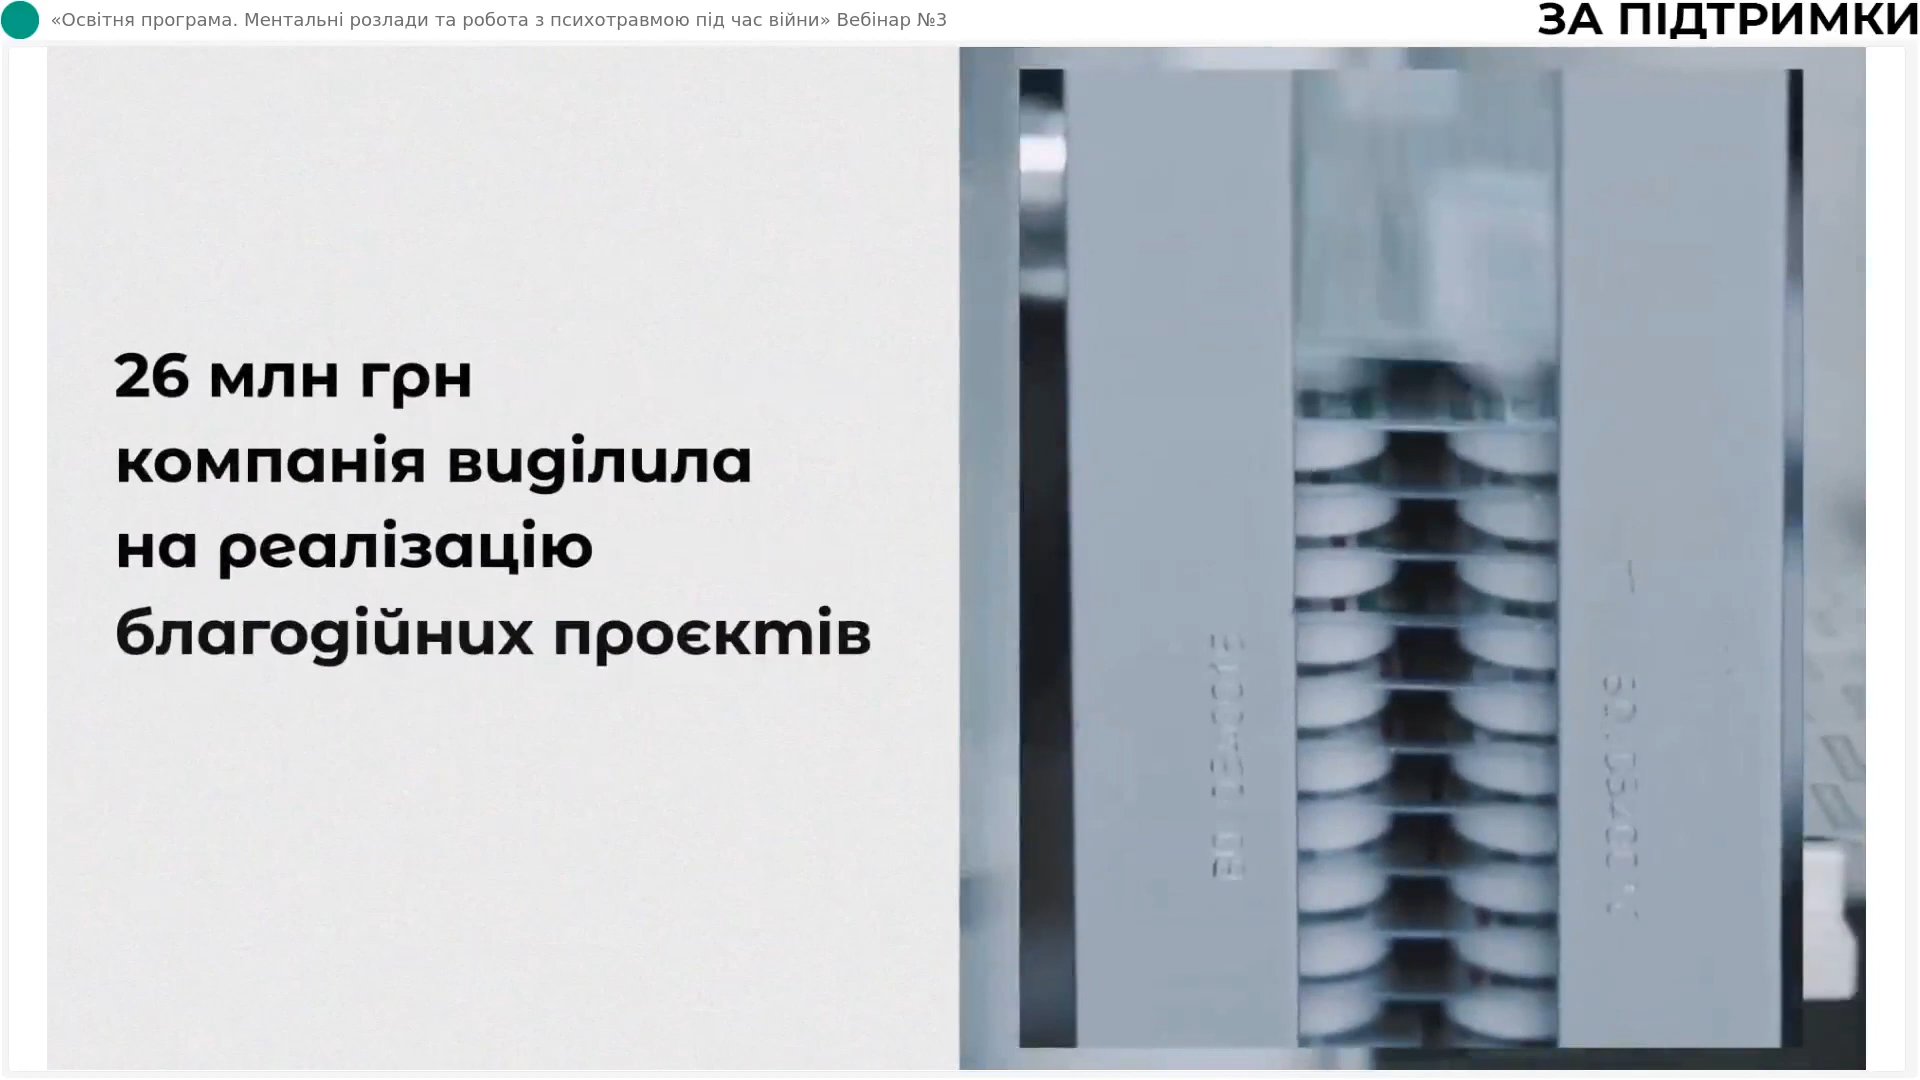 «Освітня програма. Ментальні розлади та робота з психотравмою під час війни» Вебінар №3
ЗА ПІДТРИМКИ
26 млн грн
компанія виділила
на реалізацію
благодійних проєктів